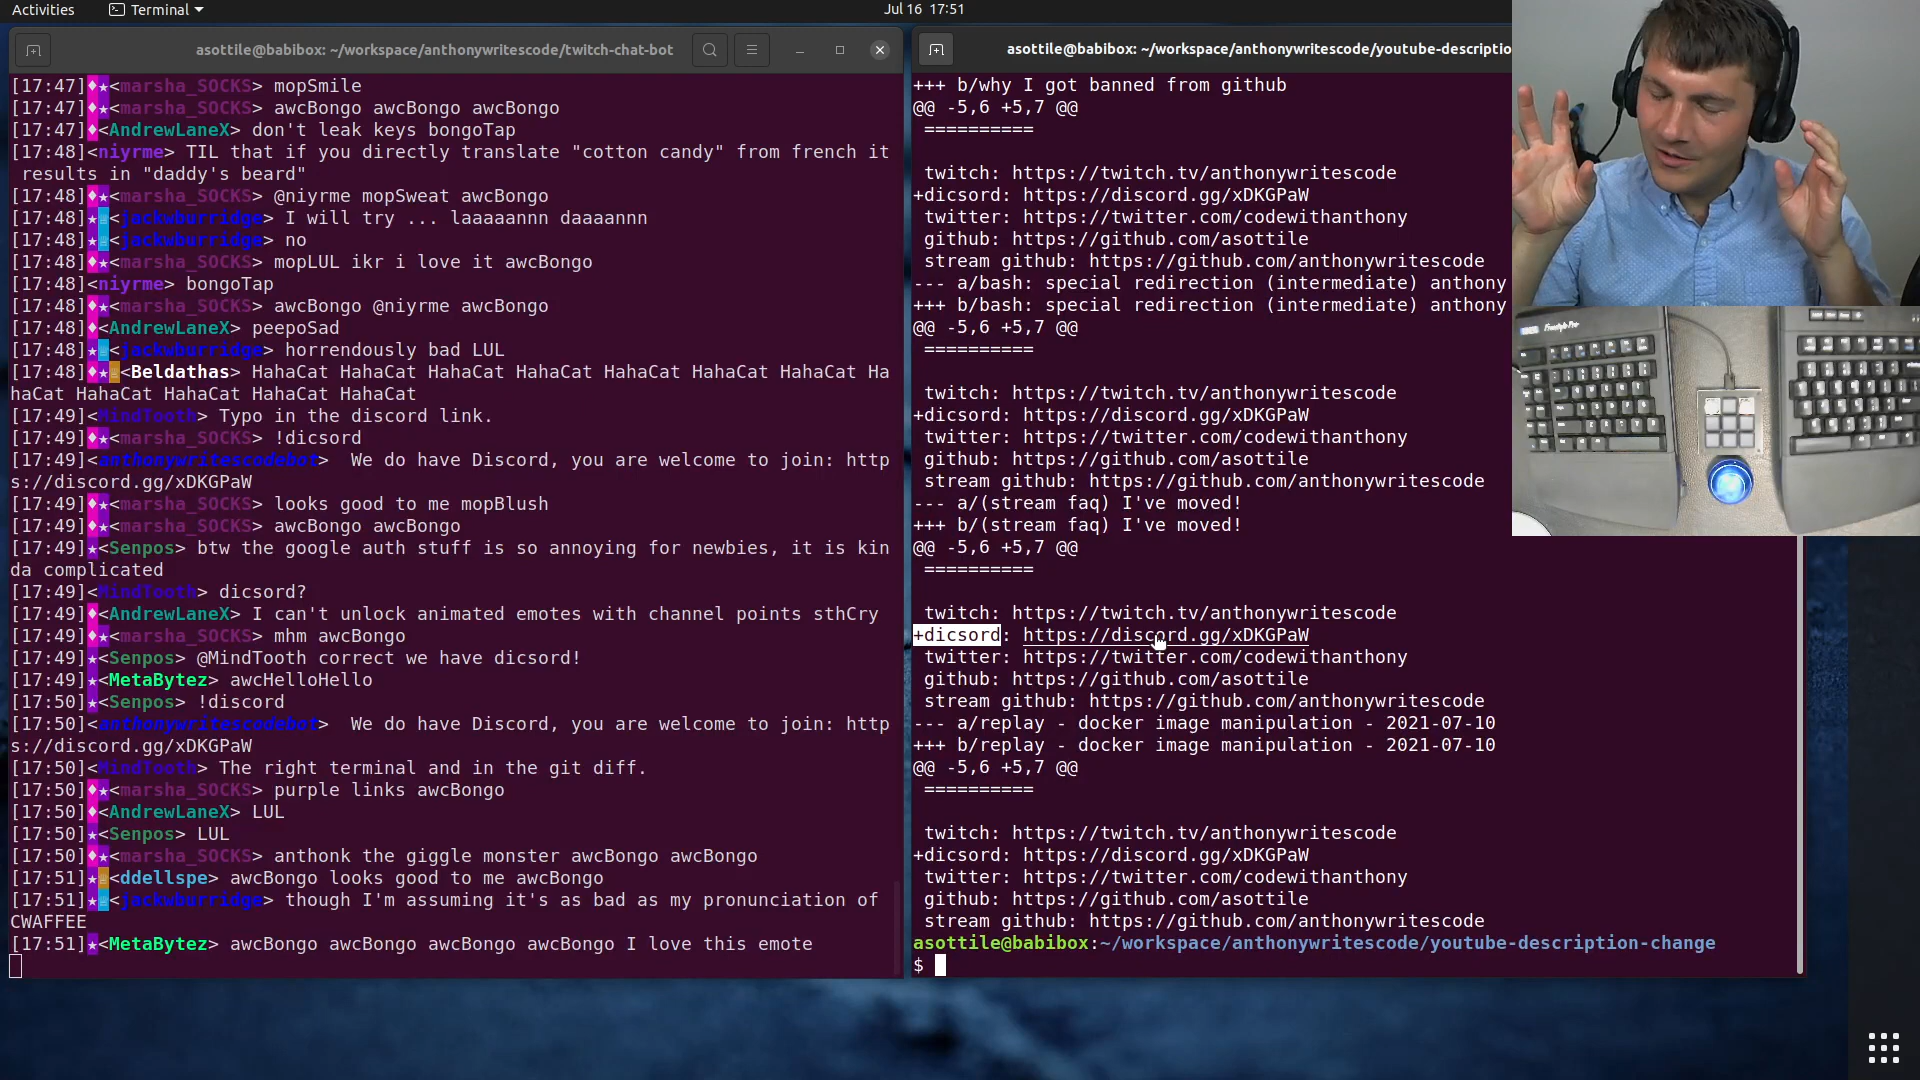 Activities
Terminal
Jul 16 17:51
asottile@babibox: ~/workspace/anthonywritescode/twitch-chat-bot
[17:47]♦★<marsha_SOCKS> mopSmile
[17:47]♦★<marsha_SOCKS> awcBongo awcBongo awcBongo
[17:47]♦<AndrewLaneX> don't leak keys bongoTap
[17:48]<niyrme> TIL that if you directly translate "cotton candy" from french it
results in "daddy's beard"
[17:48]♦★<marsha_SOCKS> @niyrme mopSweat awcBongo
[17:48]★<jackwburridge> I will try ... laaaaannn daaaannn
[17:48]★<jackwburridge> no
[17:48]♦★<marsha_SOCKS> mopLUL ikr i love it awcBongo
[17:48]<niyrme> bongoTap
[17:48]♦★<marsha_SOCKS> awcBongo @niyrme awcBongo
[17:48]♦<AndrewLaneX> peepoSad
[17:48]★<jackwburridge> horrendously bad LUL
[17:48]♦★<Beldathas> HahaCat HahaCat HahaCat HahaCat HahaCat HahaCat HahaCat Ha
haCat HahaCat HahaCat HahaCat HahaCat
[17:49]<MindTooth> Typo in the discord link.
[17:49]♦★<marsha_SOCKS> !dicsord
[17:49]<anthonywritescodebot>  We do have Discord, you are welcome to join: http
s://discord.gg/xDKGPaW
[17:49]♦★<marsha_SOCKS> looks good to me mopBlush
[17:49]♦★<marsha_SOCKS> awcBongo awcBongo
[17:49]★<Senpos> btw the google auth stuff is so annoying for newbies, it is kin
da complicated
[17:49]<MindTooth> dicsord?
[17:49]♦<AndrewLaneX> I can't unlock animated emotes with channel points sthCry
[17:49]♦★<marsha_SOCKS> mhm awcBongo
[17:49]★<Senpos> @MindTooth correct we have dicsord!
[17:49]★<MetaBytez> awcHelloHello
[17:50]★<Senpos> !discord
[17:50]<anthonywritescodebot>  We do have Discord, you are welcome to join: http
s://discord.gg/xDKGPaW
[17:50]<MindTooth> The right terminal and in the git diff.
[17:50]♦★<marsha_SOCKS> purple links awcBongo
[17:50]♦<AndrewLaneX> LUL
[17:50]★<Senpos> LUL
[17:50]♦★<marsha_SOCKS> anthonk the giggle monster awcBongo awcBongo
[17:51]★<ddellspe> awcBongo looks good to me awcBongo
[17:51]★<jackwburridge> though I'm assuming it's as bad as my pronunciation of
CWAFFEE
[17:51]★<MetaBytez> awcBongo awcBongo awcBongo awcBongo I love this emote
asottile@babibox: ~/workspace/anthonywritescode/youtube-descriptio
+++ b/why I got banned from github
@@ -5,6 +5,7 @@
==========
twitch: https://twitch.tv/anthonywritescode
+dicsord: https://discord.gg/xDKGPaW
twitter: https://twitter.com/codewithanthony
github: https://github.com/asottile
stream github: https://github.com/anthonywritescode
--- a/bash: special redirection (intermediate) anthony
+++ b/bash: special redirection (intermediate) anthony
@@ -5,6 +5,7 @@
==========
twitch: https://twitch.tv/anthonywritescode
+dicsord: https://discord.gg/xDKGPaW
twitter: https://twitter.com/codewithanthony
github: https://github.com/asottile
stream github: https://github.com/anthonywritescode
--- a/(stream faq) I've moved!
+++ b/(stream faq) I've moved!
@@ -5,6 +5,7 @@
==========
twitch: https://twitch.tv/anthonywritescode
+dicsord: https://discord.gg/xDKGPaW
twitter: https://twitter.com/codewithanthony
github: https://github.com/asottile
stream github: https://github.com/anthonywritescode
--- a/replay - docker image manipulation - 2021-07-10
+++ b/replay - docker image manipulation - 2021-07-10
@@ -5,6 +5,7 @@
==========
twitch: https://twitch.tv/anthonywritescode
+dicsord: https://discord.gg/xDKGPaW
twitter: https://twitter.com/codewithanthony
github: https://github.com/asottile
stream github: https://github.com/anthonywritescode
asottile@babibox:~/workspace/anthonywritescode/youtube-description-change
$
Freestyle Pro